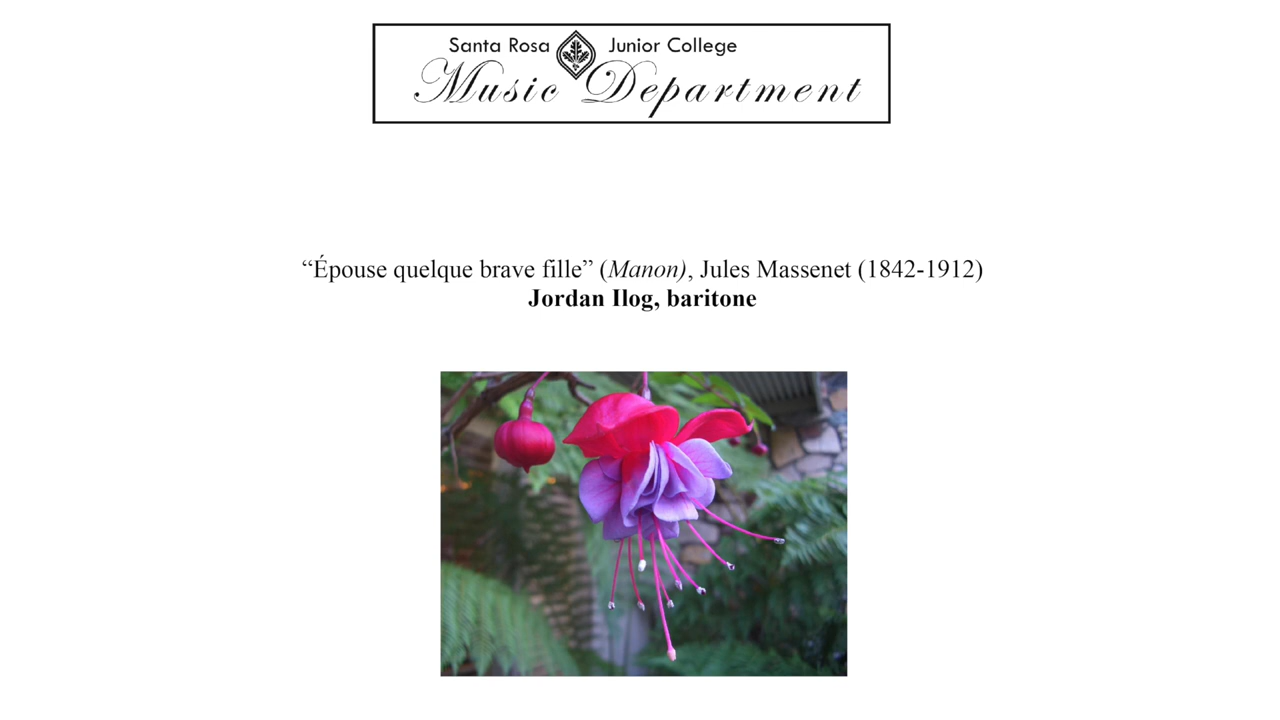 Santa Rosa Junior College
Music Department
“Épouse quelque brave fille” (Manon), Jules Massenet (1842-1912)
Jordan Ilog, baritone